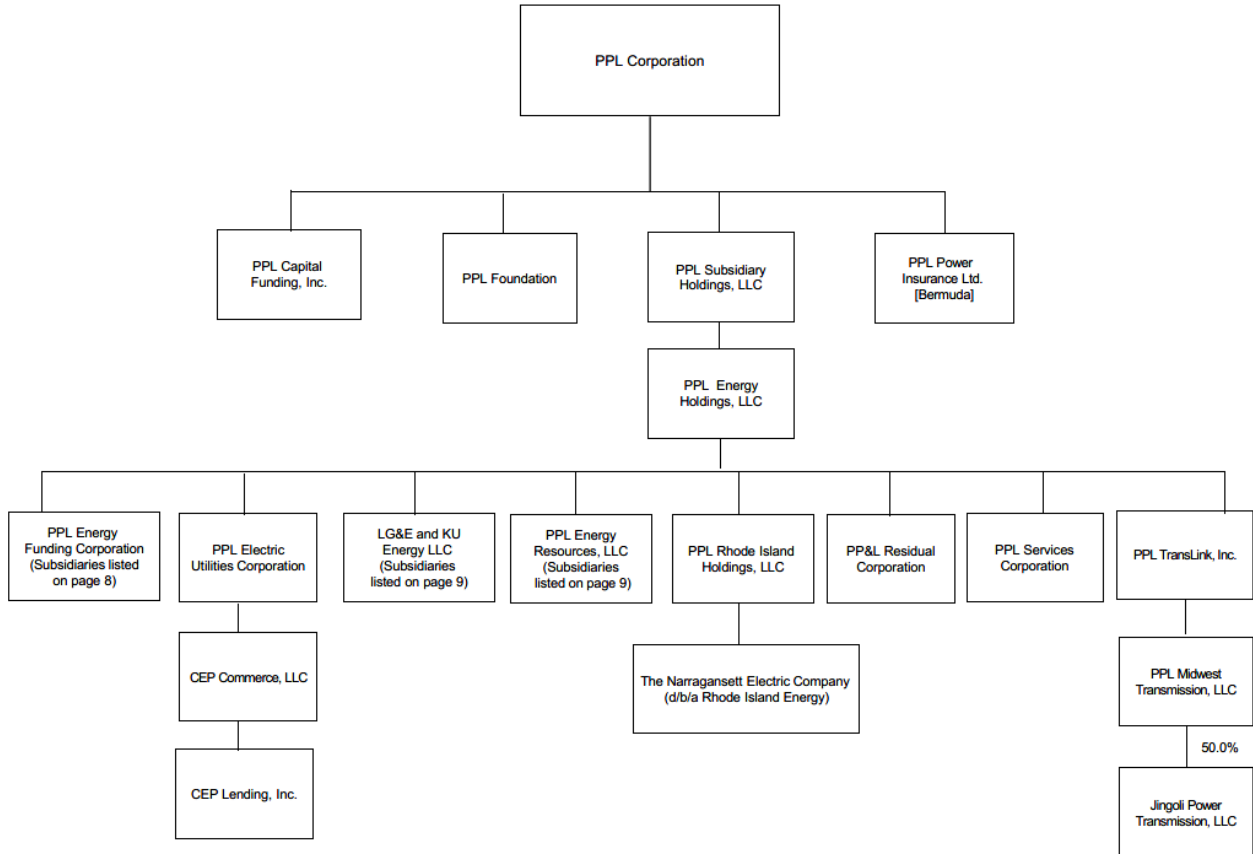 PPL Corporation
PPL Capital
Funding, Inc.
PPL Foundation
PPL Subsidiary
Holdings, LLC
PPL Power
Insurance Ltd.
[Bermuda]
PPL Energy
Holdings, LLC
PPL Energy
Funding Corporation
(Subsidiaries listed
on page 8)
PPL Electric
Utilities Corporation
LG&E and KU
Energy LLC
(Subsidiaries
listed on page 9)
PPL Energy
Resources, LLC
(Subsidiaries
listed on page 9)
PPL Rhode Island
Holdings, LLC
PP&L Residual
Corporation
PPL Services
Corporation
PPL TransLink, Inc.
CEP Commerce, LLC
The Narragansett Electric Company
(d/b/a Rhode Island Energy)
PPL Midwest
Transmission, LLC
50.0%
CEP Lending, Inc.
Jingoli Power
Transmission, LLC